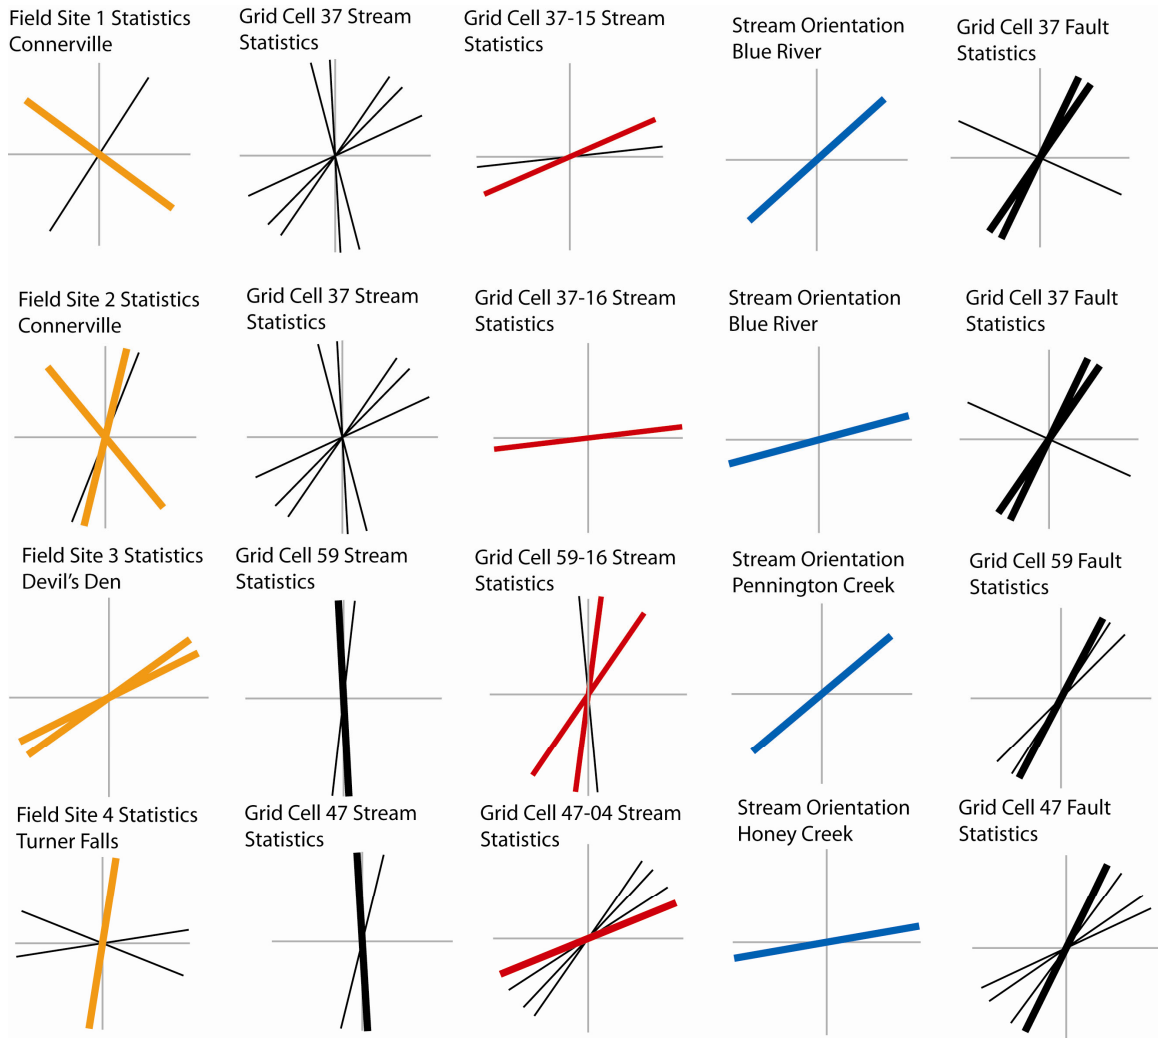 Field Site 1 Statistics
Connerville
Grid Cell 37 Stream
Statistics
Grid Cell 37-15 Stream
Statistics
Stream Orientation
Blue River
Grid Cell 37 Fault
Statistics
Field Site 2 Statistics
Connerville
Grid Cell 37 Stream
Statistics
Grid Cell 37-16 Stream
Statistics
Stream Orientation
Blue River
Grid Cell 37 Fault
Statistics
Field Site 3 Statistics
Devil's Den
Grid Cell 59 Stream
Statistics
Grid Cell 59-16 Stream
Statistics
Stream Orientation
Pennington Creek
Grid Cell 59 Fault
Statistics
Field Site 4 Statistics
Turner Falls
Grid Cell 47 Stream
Statistics
Grid Cell 47-04 Stream
Statistics
Stream Orientation
Honey Creek
Grid Cell 47 Fault
Statistics